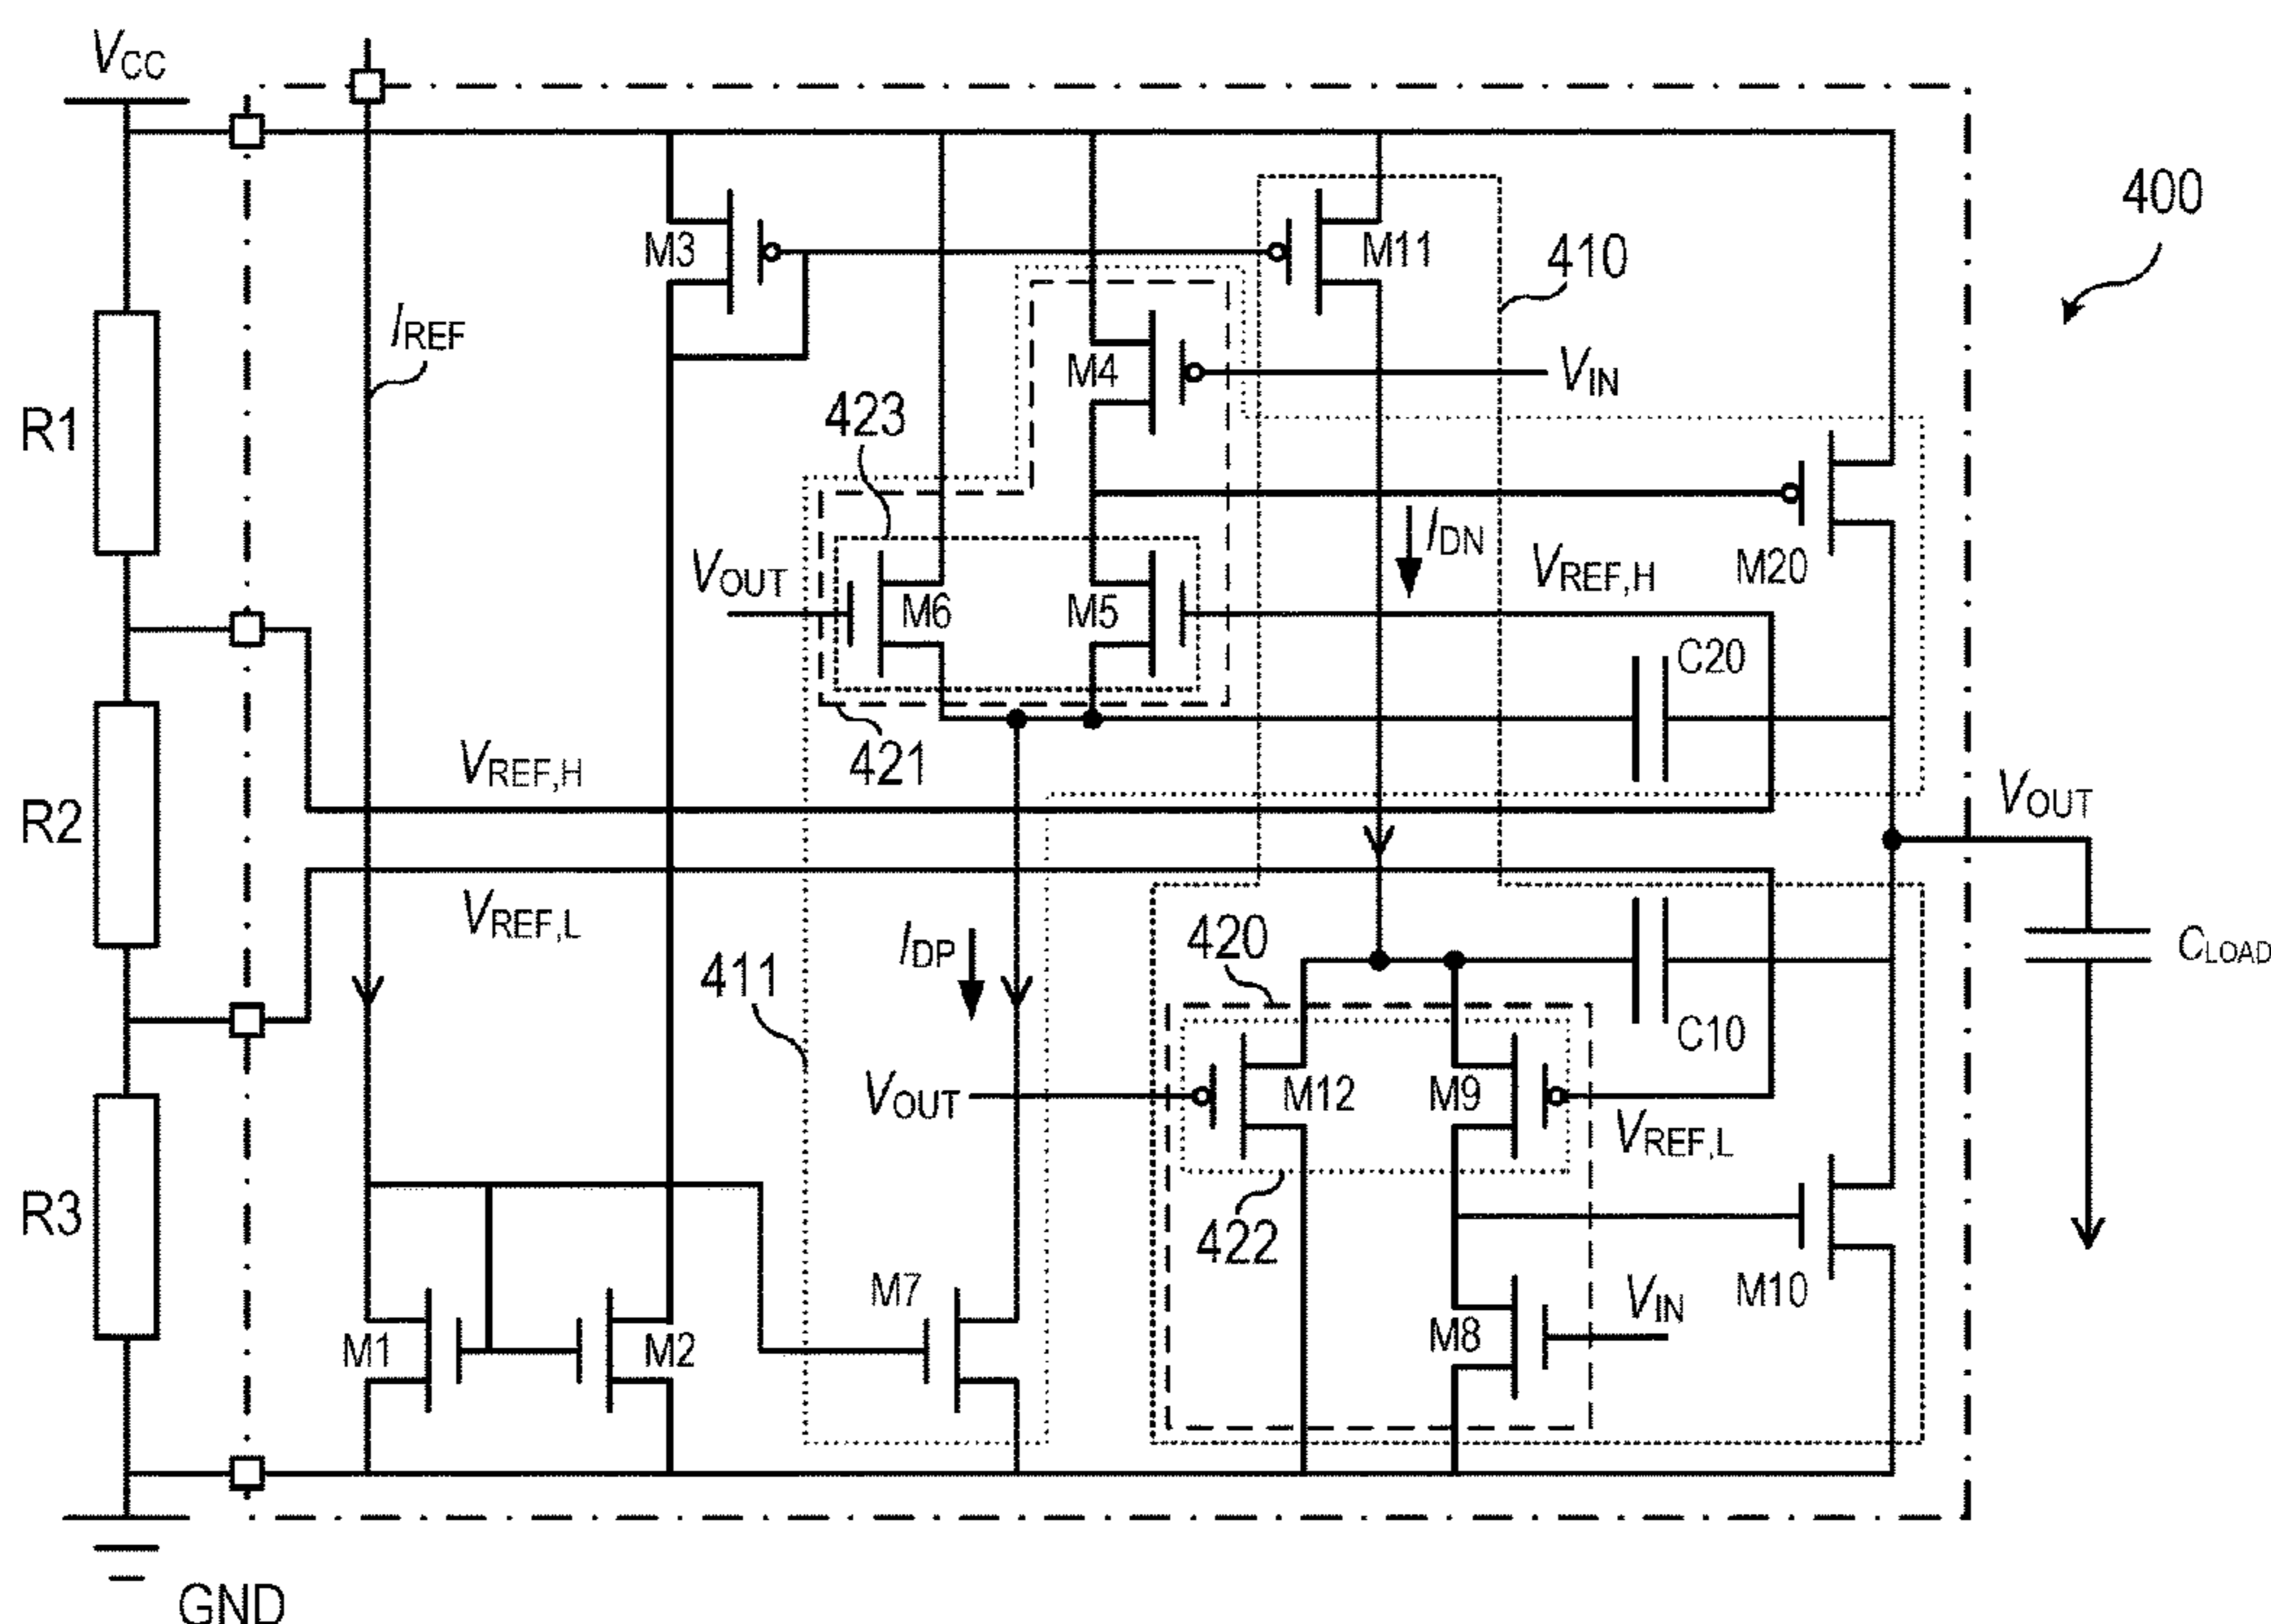 VCC
400
M3
M11
410
IREF
M4
VIN
R1
423
IDN
VREF,H
M20
VOUT
M6
M5
C20
421
VREF,H
VOUT
R2
VREF,L
IDP
420
CLOAD
411
C10
VOUT
M12
M9
VREF,L
R3
422
M7
VIN
M10
M1
M2
M8
GND